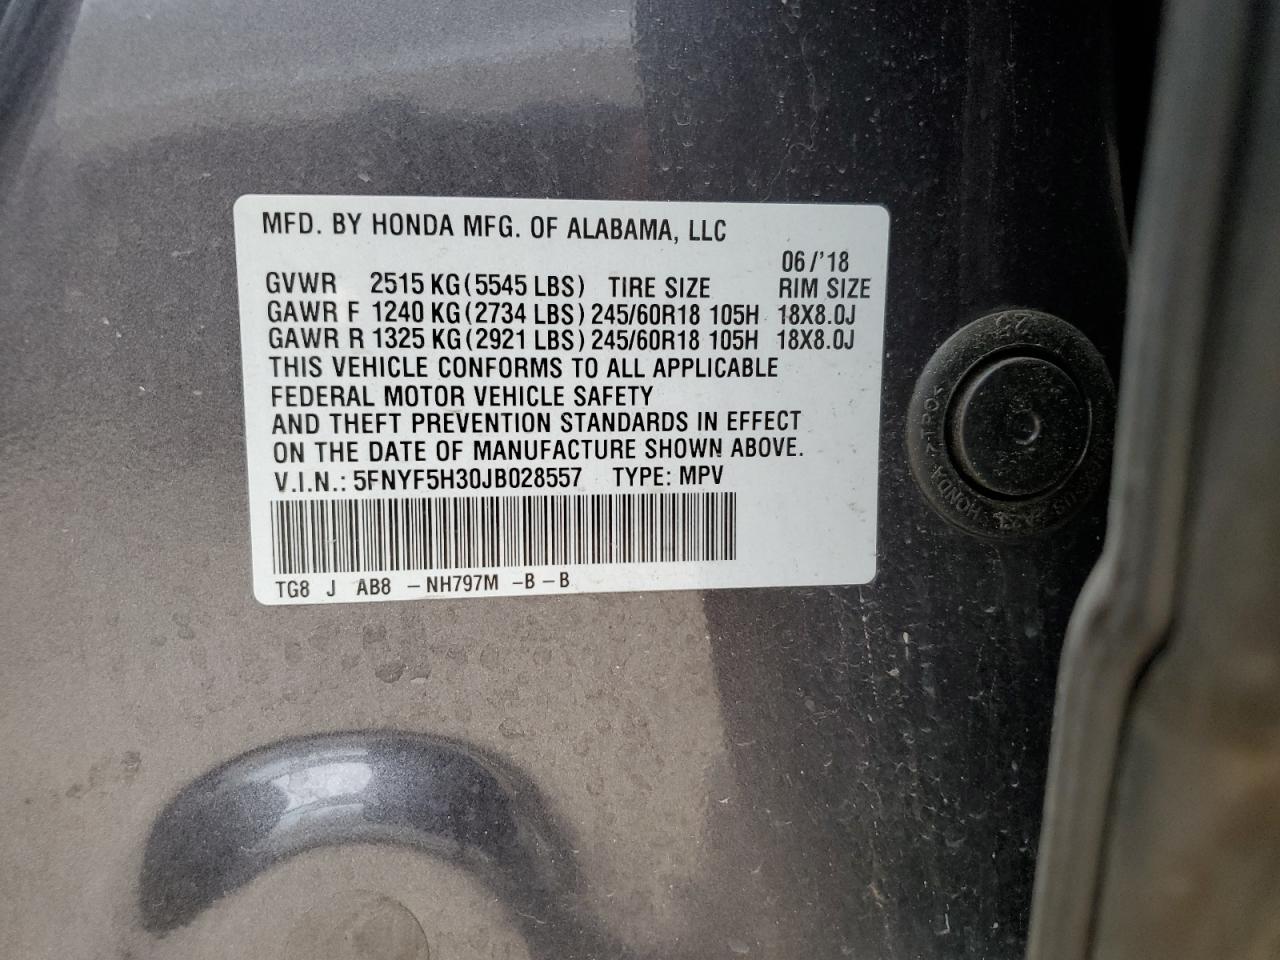 MFD. BY HONDA MFG. OF ALABAMA, LLC
06/'18
GVWR 2515 KG(5545 LBS) TIRE SIZE RIM SIZE
GAWR F 1240 KG(2734 LBS) 245/60R18 105H 18X8.0J
GAWR R 1325 KG(2921 LBS) 245/60R18 105H 18X8.0J
THIS VEHICLE CONFORMS TO ALL APPLICABLE
FEDERAL MOTOR VEHICLE SAFETY
AND THEFT PREVENTION STANDARDS IN EFFECT
ON THE DATE OF MANUFACTURE SHOWN ABOVE.
V.I.N.: 5FNYF5H30JB028557 TYPE: MPV
TG8 J AB8 -NH797M -B-B
25
HONDA